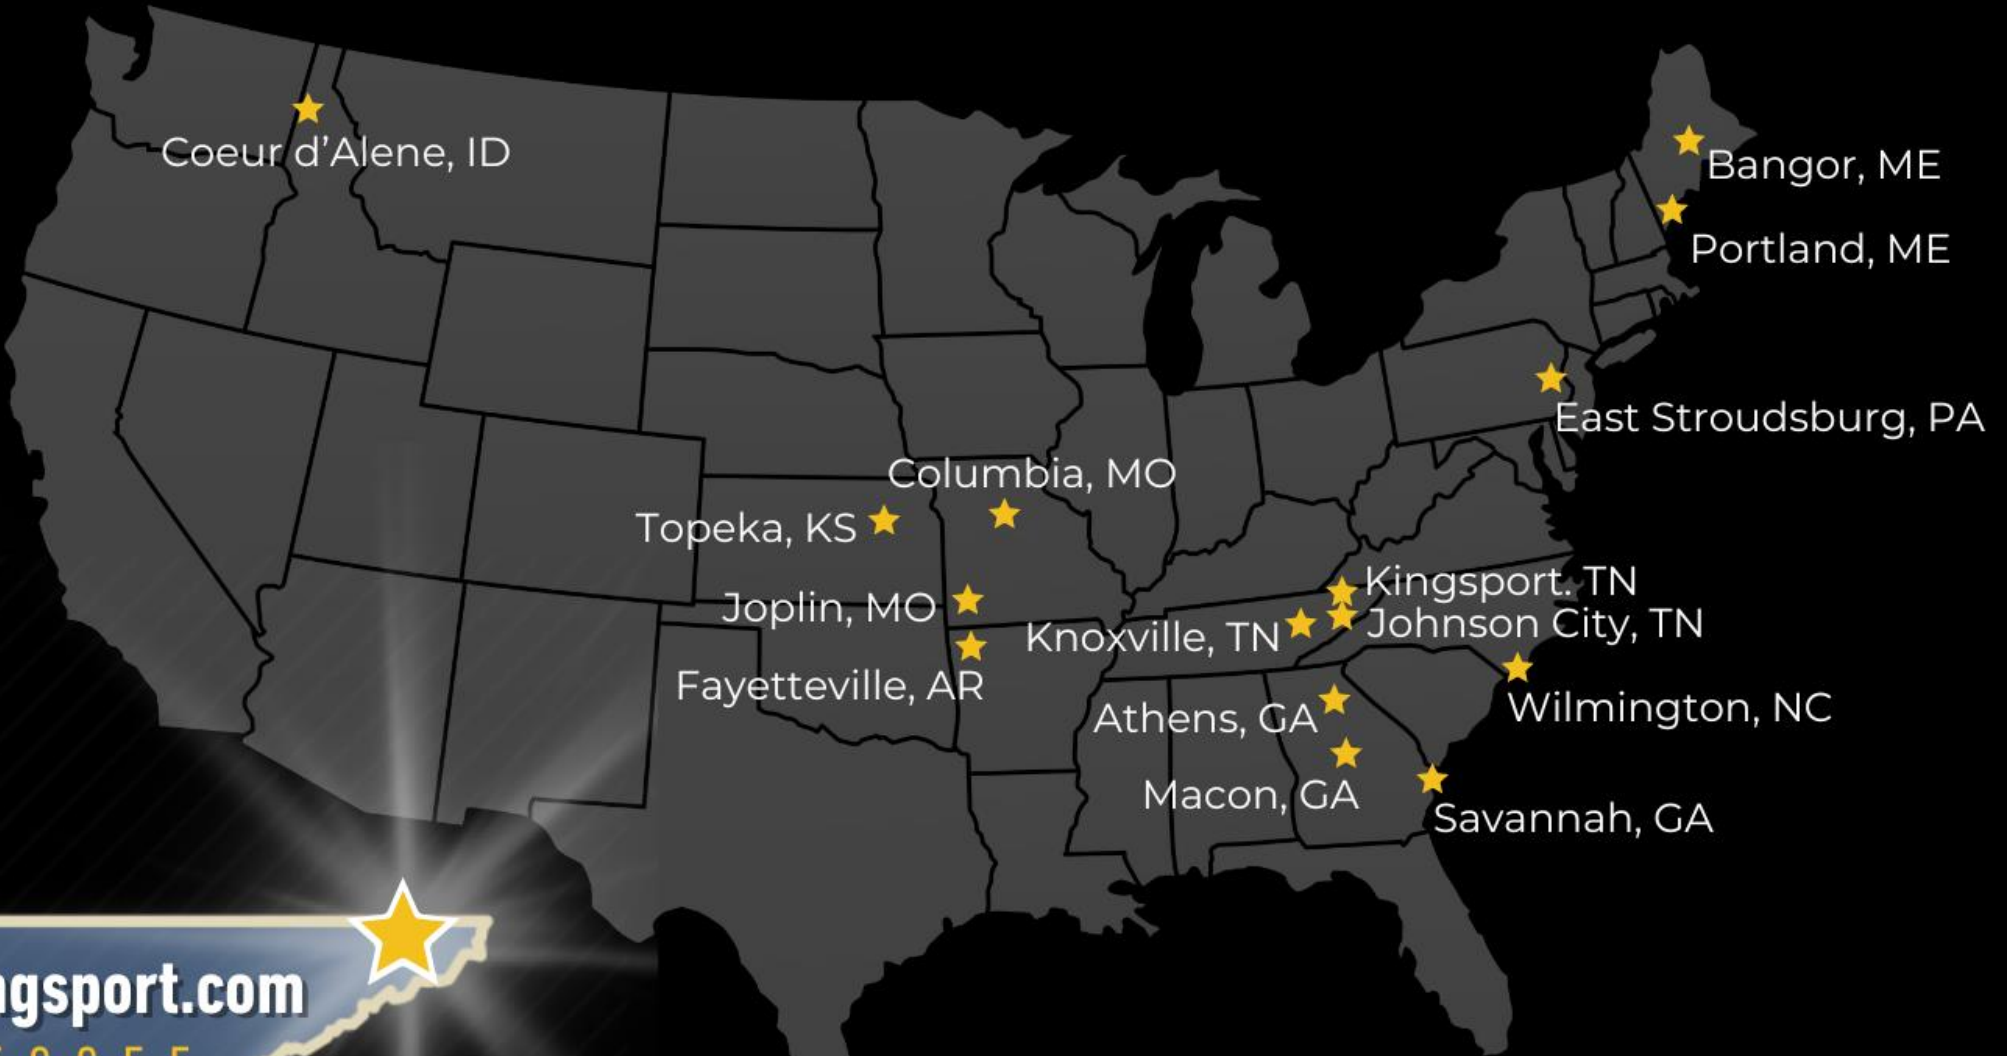 Coeur d’Alene, ID
Bangor, ME
Portland, ME
East Stroudsburg, PA
Columbia, MO
Topeka, KS
Kingsport. TN
Joplin, MO
Johnson City, TN
Knoxville, TN
Fayetteville, AR
Wilmington, NC
Athens, GA
Macon, GA
Savannah, GA
ngsport.com